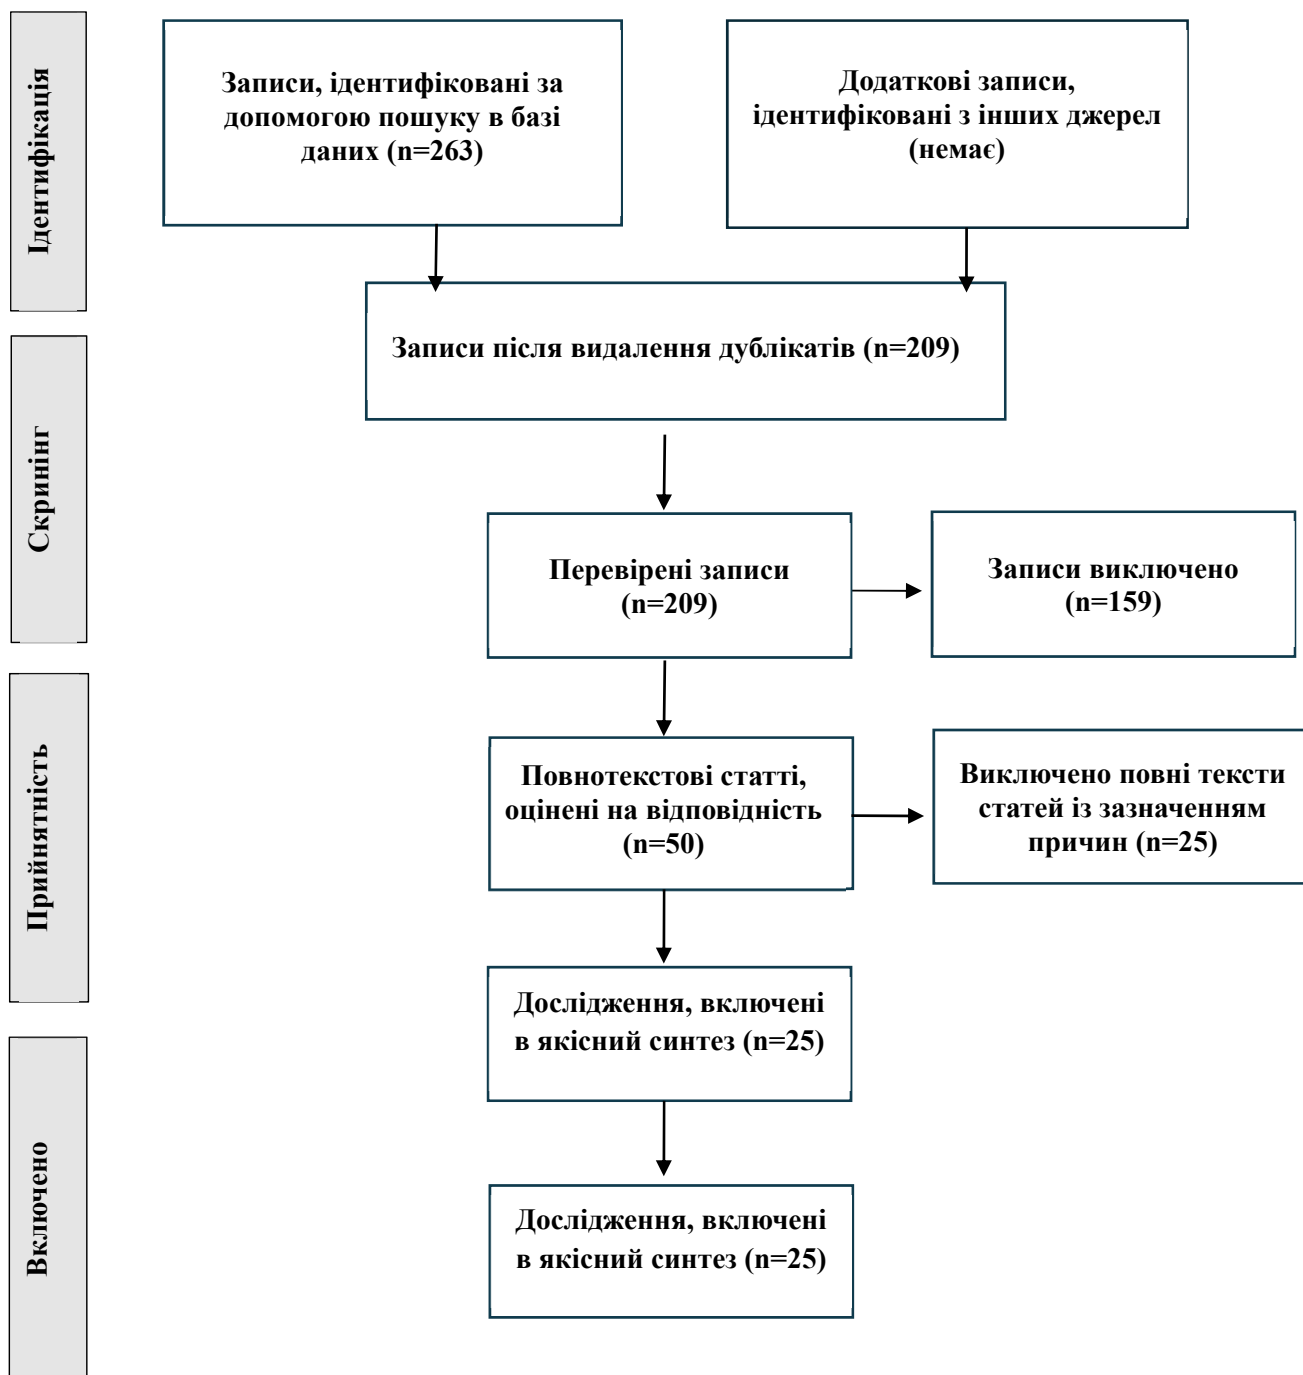 Ідентифікація
Записи, ідентифіковані за
допомогою пошуку в базі
даних (n=263)
Додаткові записи,
ідентифіковані з інших джерел
(немає)
Записи після видалення дублікатів (n=209)
Скринінг
Перевірені записи
(n=209)
Записи виключено
(n=159)
Прийнятність
Повнотекстові статті,
оцінені на відповідність
(n=50)
Виключено повні тексти
статей із зазначенням
причин (n=25)
Дослідження, включені
в якісний синтез (n=25)
Включено
Дослідження, включені
в якісний синтез (n=25)